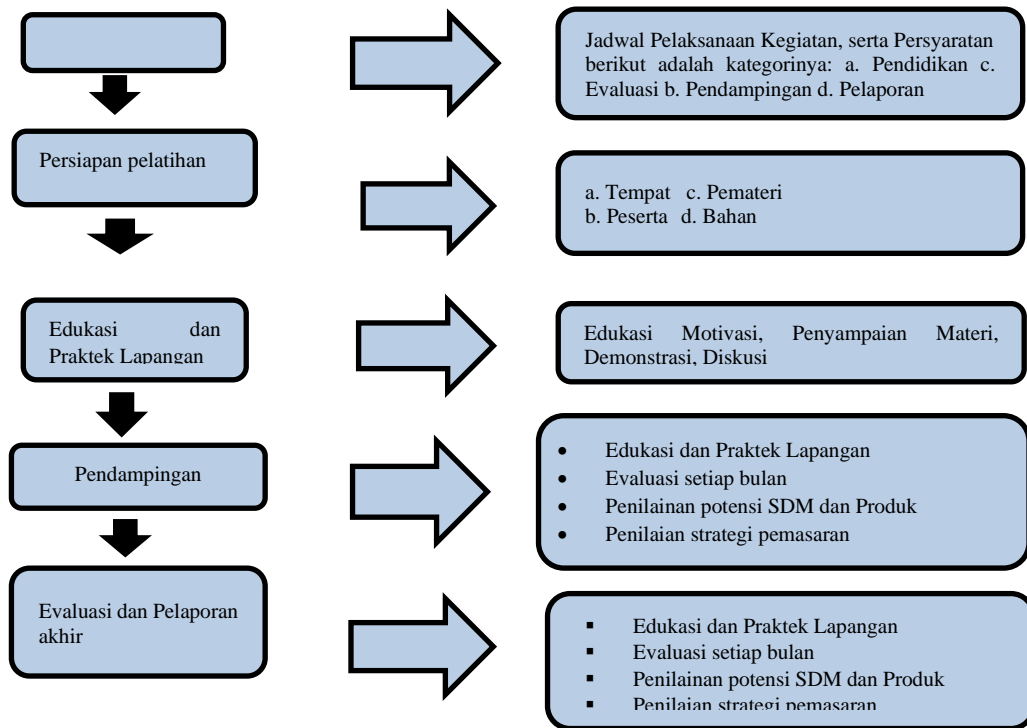 Jadwal Pelaksanaan Kegiatan, serta Persyaratan
berikut adalah kategorinya: a. Pendidikan c.
Evaluasi b. Pendampingan d. Pelaporan
Persiapan pelatihan
a. Tempat c. Pemateri
b. Peserta d. Bahan
Edukasi dan
Praktek Lapangan
Edukasi Motivasi, Penyampaian Materi,
Demonstrasi, Diskusi
Pendampingan
• Edukasi dan Praktek Lapangan
• Evaluasi setiap bulan
• Penilainan potensi SDM dan Produk
• Penilaian strategi pemasaran
Evaluasi dan Pelaporan
akhir
▪ Edukasi dan Praktek Lapangan
▪ Evaluasi setiap bulan
▪ Penilainan potensi SDM dan Produk
▪ Penilaian strategi pemasaran